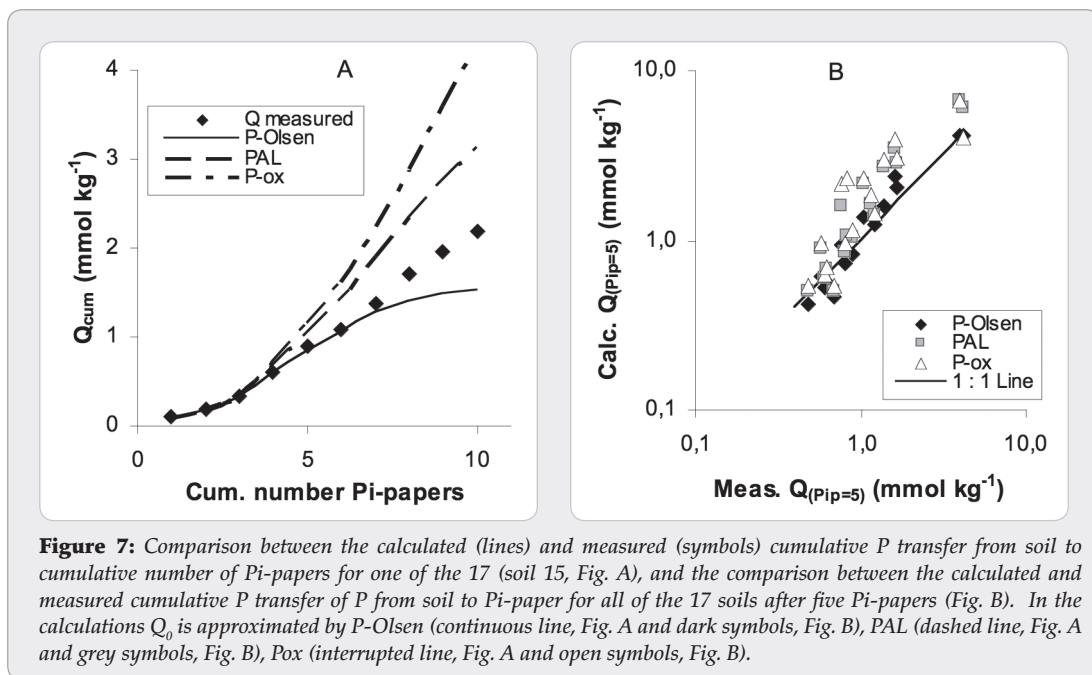 A
4
3
2
1
0
0
5
10
Q measured
P-Olsen
PAL
P-ox
Qcum (mmol kg-1)
Cum. number Pi-papers
B
10,0
1,0
0,1
0,1
1,0
10,0
P-Olsen
PAL
P-ox
1 : 1 Line
Calc. Q(Pip=5) (mmol kg-1)
Meas. Q(Pip=5) (mmol kg-1)
Figure 7: Comparison between the calculated (lines) and measured (symbols) cumulative P transfer from soil to
cumulative number of Pi-papers for one of the 17 (soil 15, Fig. A), and the comparison between the calculated and
measured cumulative P transfer of P from soil to Pi-paper for all of the 17 soils after five Pi-papers (Fig. B). In the
calculations Q0 is approximated by P-Olsen (continuous line, Fig. A and dark symbols, Fig. B), PAL (dashed line, Fig. A
and grey symbols, Fig. B), Pox (interrupted line, Fig. A and open symbols, Fig. B).